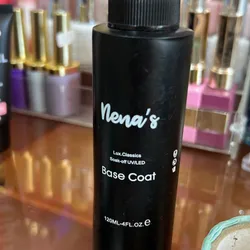 Nena's
Lux.Classics
Soak-off UV/LED
Base Coat
120ML-4FL.OZ.℮